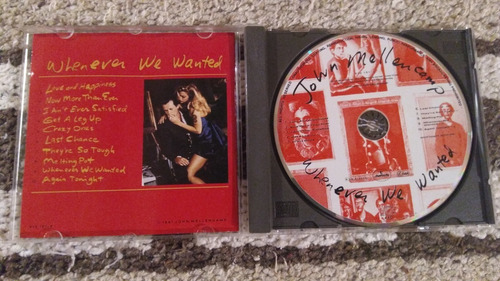 Whenever We Wanted
Love and Happiness
Now More Than Ever
I Ain't Ever Satisfied
Get A Leg Up
Crazy Ones
Last Chance
They're So Tough
Melting Pot
Whenever We Wanted
Again Tonight
John Mellencamp
Whenever We Wanted